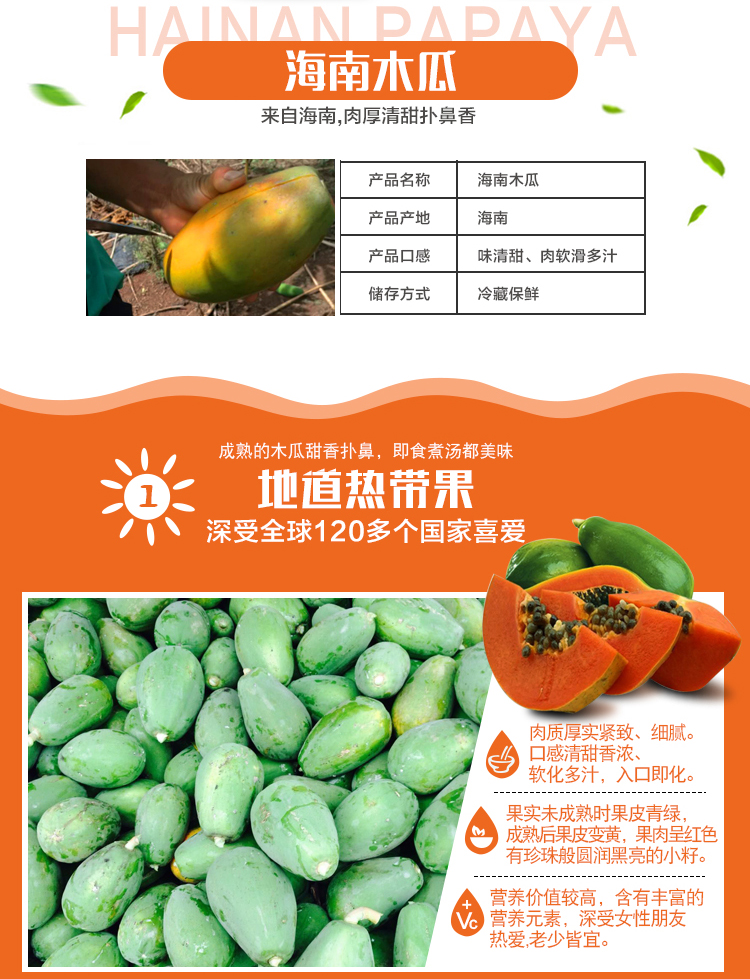 HAINAN PAPAYA
海南木瓜
来自海南,肉厚清甜扑鼻香
产品名称 海南木瓜
产品产地 海南
产品口感 味清甜、肉软滑多汁
储存方式 冷藏保鲜
成熟的木瓜甜香扑鼻，即食煮汤都美味
1
地道热带果
深受全球120多个国家喜爱
肉质厚实紧致、细腻。
口感清甜香浓、
软化多汁，入口即化。
果实未成熟时果皮青绿，
成熟后果皮变黄，果肉呈红色
有珍珠般圆润黑亮的小籽。
+
Vc
营养价值较高，含有丰富的
营养元素，深受女性朋友
热爱,老少皆宜。